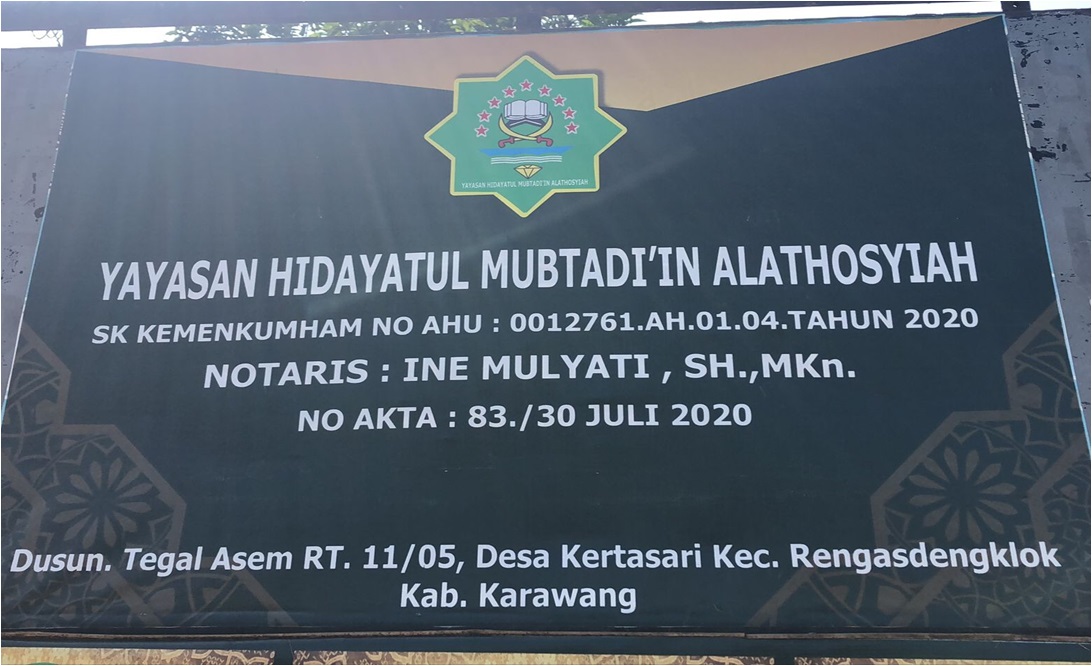 YAYASAN HIDAYATUL MUBTADI'IN ALATHOSYIAH
YAYASAN HIDAYATUL MUBTADI'IN ALATHOSYIAH
SK KEMENKUMHAM NO AHU : 0012761.AH.01.04.TAHUN 2020
NOTARIS : INE MULYATI , SH.,MKn.
NO AKTA : 83./30 JULI 2020
Dusun. Tegal Asem RT. 11/05, Desa Kertasari Kec. Rengasdengklok
Kab. Karawang